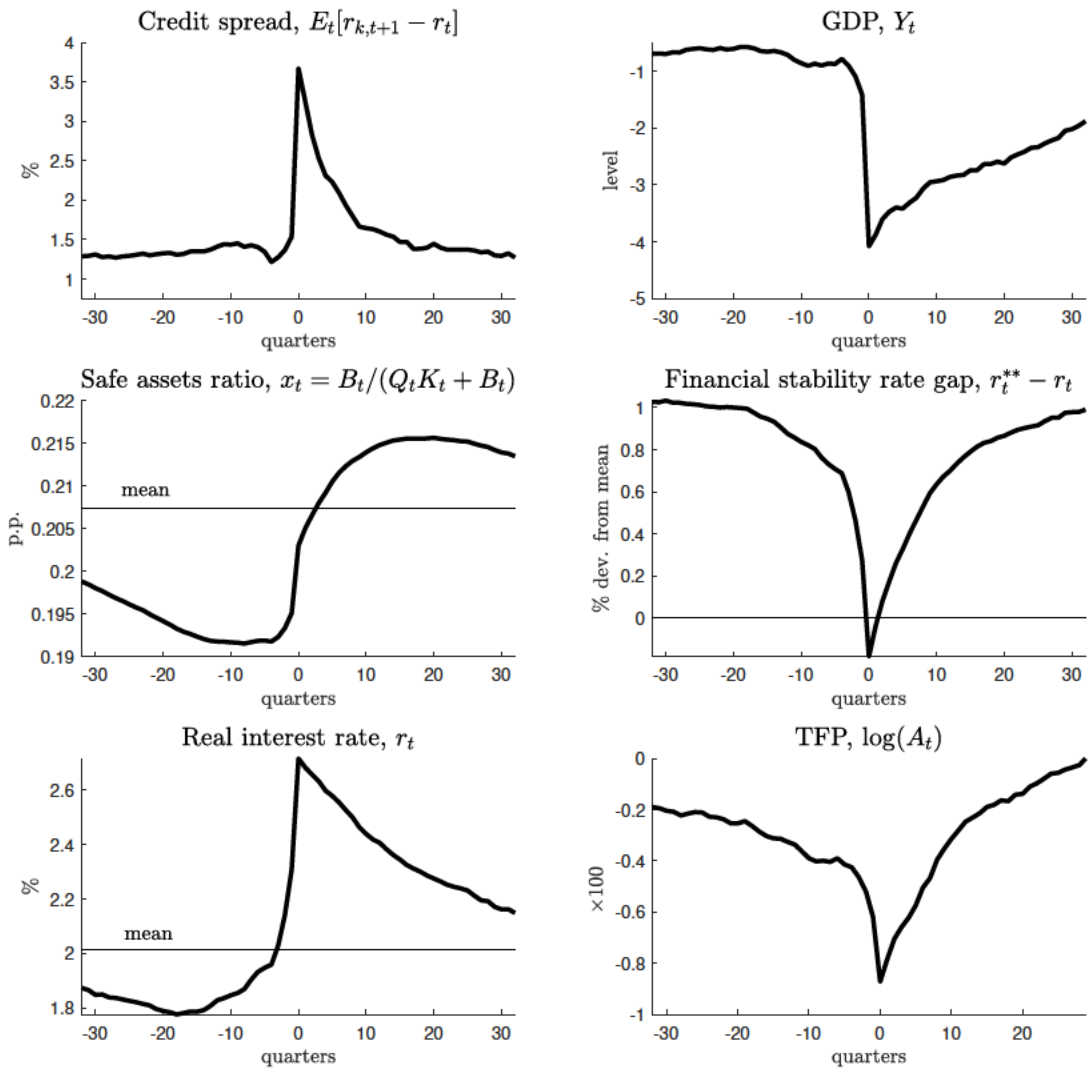 Credit spread, $E_t[r_{k,t+1} - r_t]$
4
3.5
3
2.5
2
1.5
1
%
-30 -20 -10 0 10 20 30
quarters
GDP, $Y_t$
-1
-2
-3
-4
-5
level
-30 -20 -10 0 10 20 30
quarters
Safe assets ratio, $x_t = B_t/(Q_tK_t + B_t)$
0.22
0.215
0.21
0.205
0.2
0.195
0.19
p.p.
mean
-30 -20 -10 0 10 20 30
quarters
Financial stability rate gap, $r_t^{**} - r_t$
1
0.8
0.6
0.4
0.2
0
% dev. from mean
-30 -20 -10 0 10 20 30
quarters
Real interest rate, $r_t$
2.6
2.4
2.2
2
1.8
%
mean
-30 -20 -10 0 10 20 30
quarters
TFP, $\log(A_t)$
0
-0.2
-0.4
-0.6
-0.8
-1
×100
-30 -20 -10 0 10 20
quarters